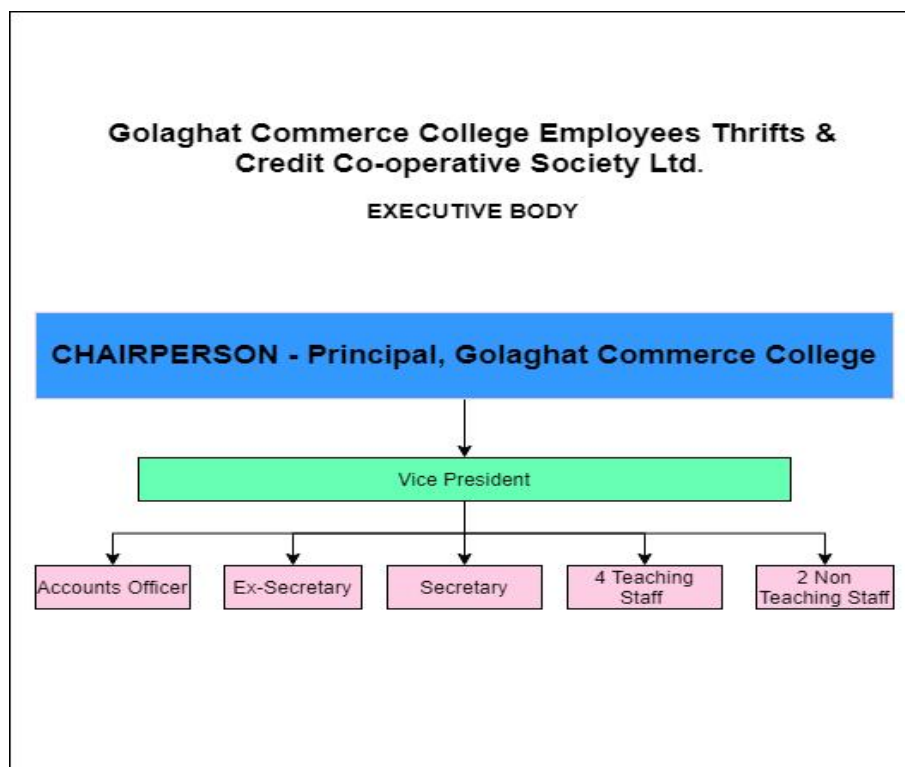 Golaghat Commerce College Employees Thrifts &
Credit Co-operative Society Ltd.
EXECUTIVE BODY
CHAIRPERSON - Principal, Golaghat Commerce College
Vice President
Accounts Officer
Ex-Secretary
Secretary
4 Teaching
Staff
2 Non
Teaching Staff